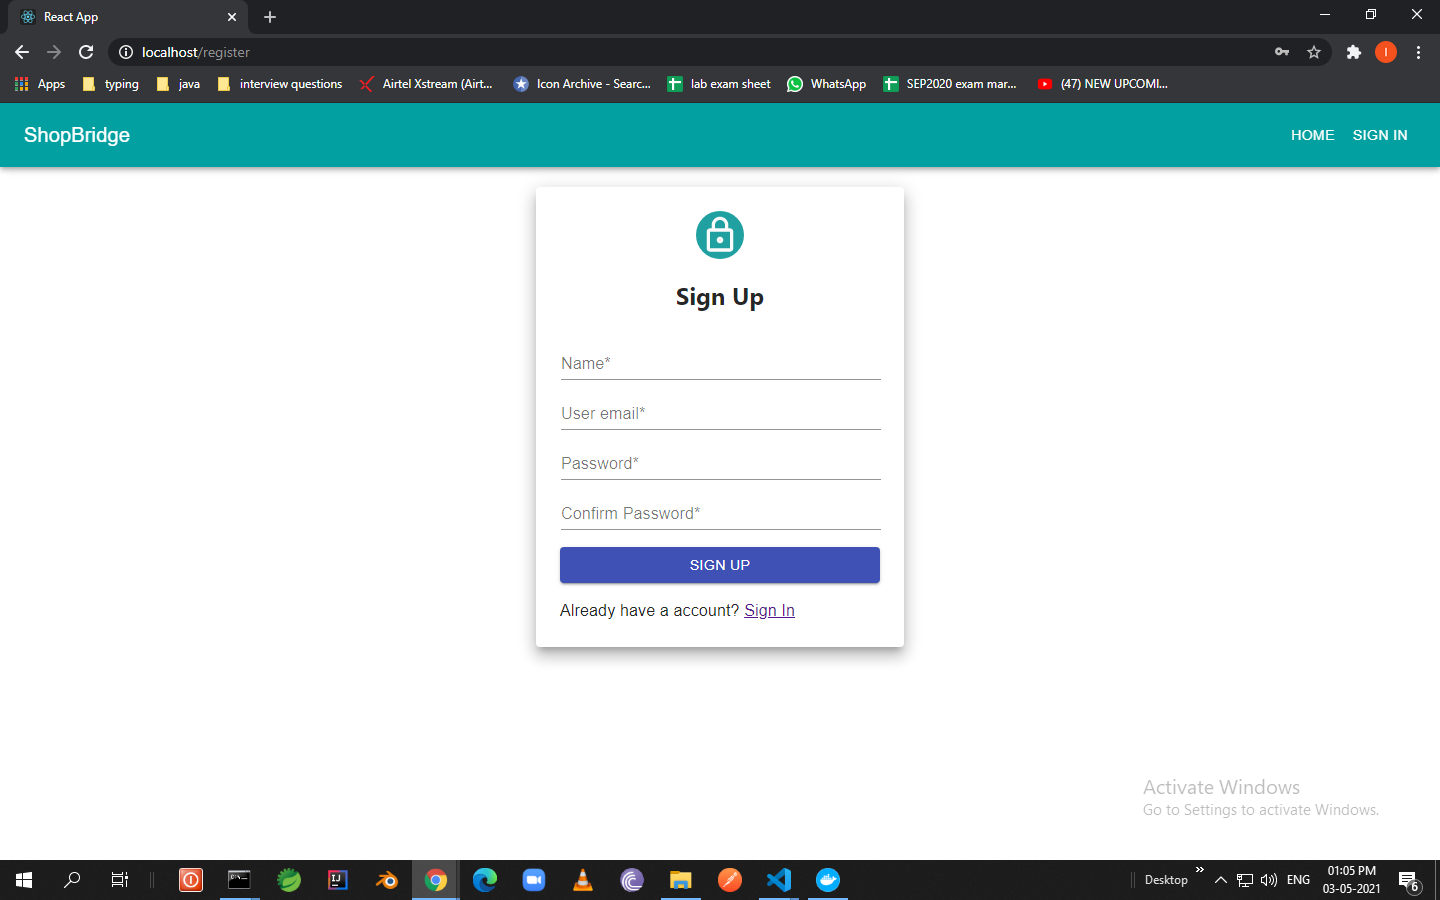 React App
localhost/register
I
Apps typing java interview questions Airtel Xstream (Airt... Icon Archive - Searc... lab exam sheet WhatsApp SEP2020 exam mar... (47) NEW UPCOMI...
ShopBridge HOME SIGN IN
Sign Up
Name*
User email*
Password*
Confirm Password*
SIGN UP
Already have a account? Sign In
Activate Windows
Go to Settings to activate Windows.
Desktop ENG 01:05 PM
03-05-2021
6